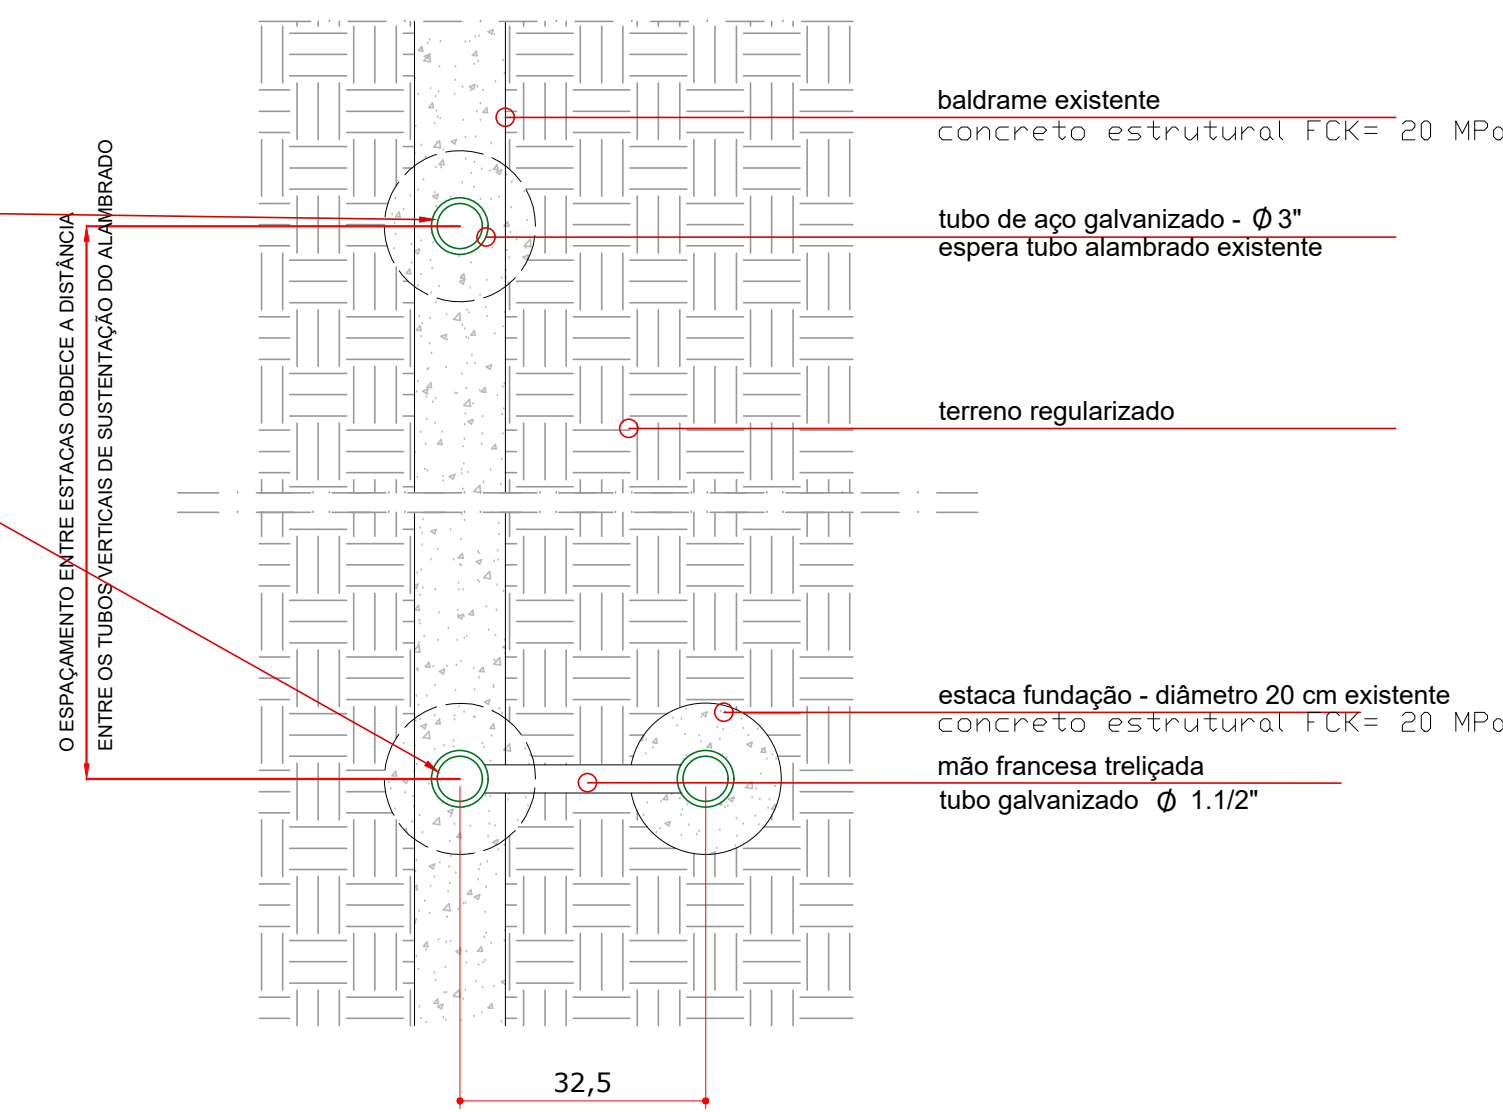 baldrame existente
concreto estrutural FCK= 20 MPa
tubo de aço galvanizado - Ø 3"
espera tubo alambrado existente
O ESPAÇAMENTO ENTRE ESTACAS OBDECE A DISTÂNCIA
ENTRE OS TUBOS VERTICAIS DE SUSTENTAÇÃO DO ALAMBRADO
terreno regularizado
estaca fundação - diâmetro 20 cm existente
concreto estrutural FCK= 20 MPa
mão francesa treliçada
tubo galvanizado Ø 1.1/2"
32,5